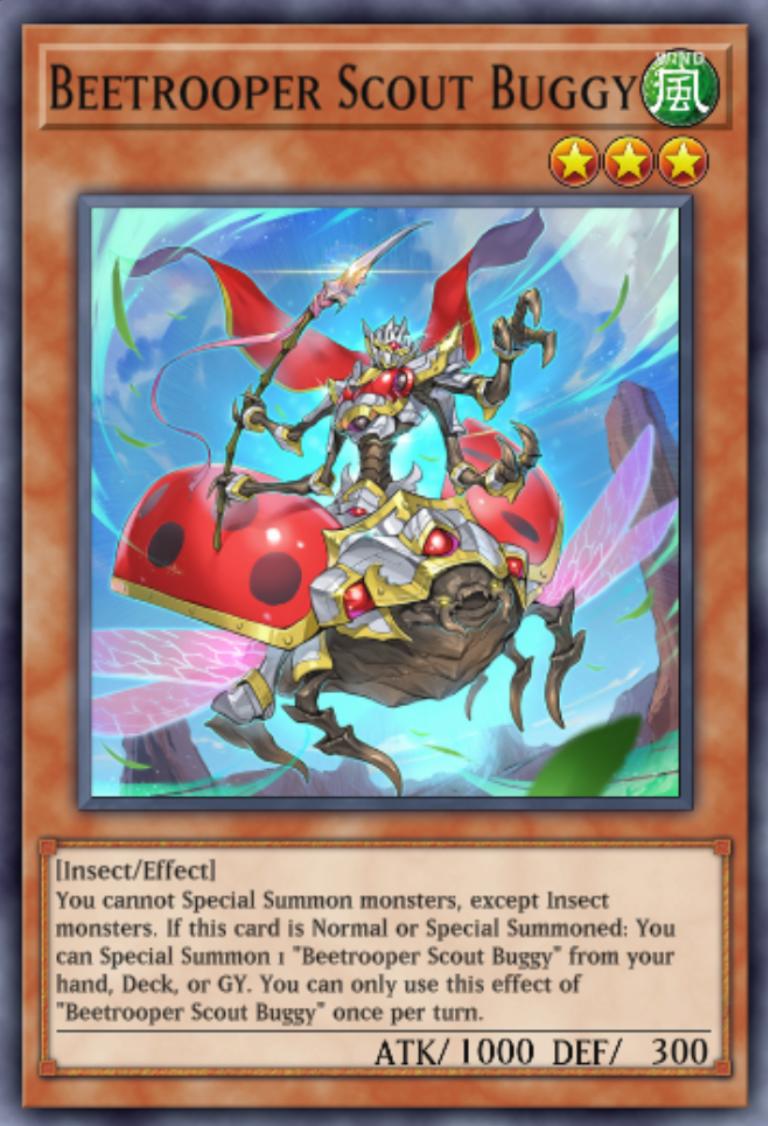 BEETROOPER SCOUT BUGGY
WIND
風
[Insect/Effect]
You cannot Special Summon monsters, except Insect
monsters. If this card is Normal or Special Summoned: You
can Special Summon 1 "Beetrooper Scout Buggy" from your
hand, Deck, or GY. You can only use this effect of
"Beetrooper Scout Buggy" once per turn.
ATK/ 1000 DEF/ 300